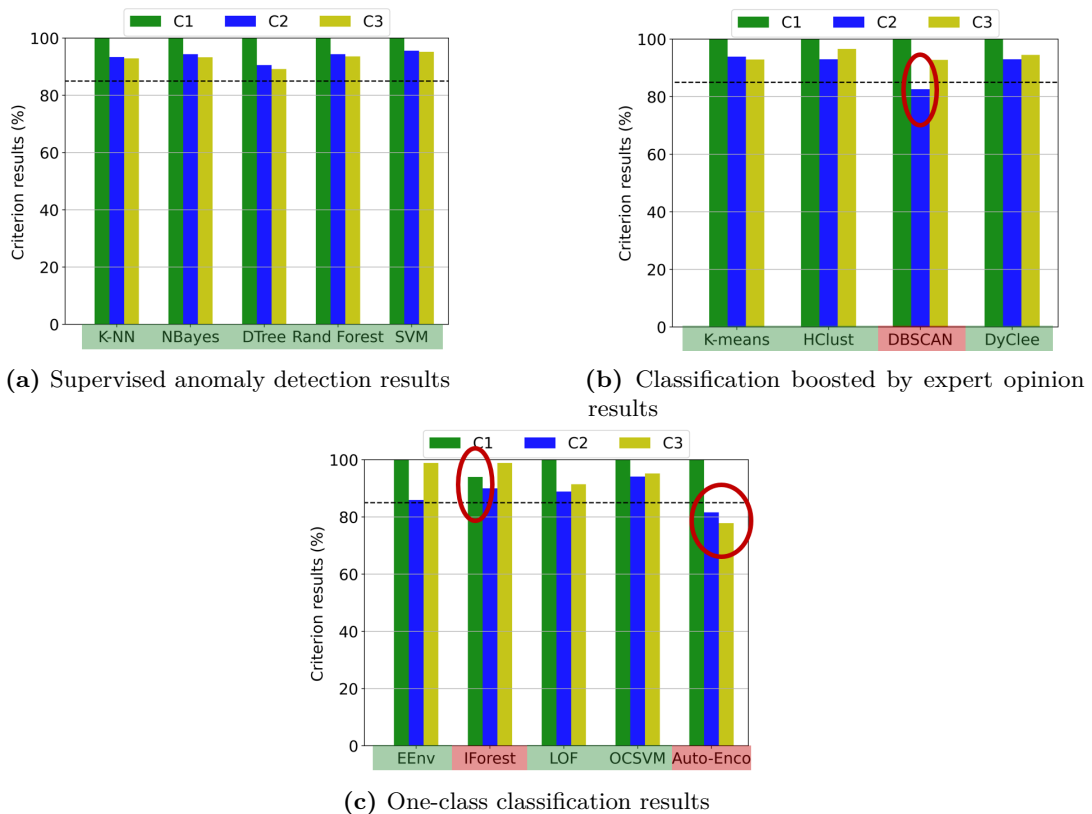 C1 C2 C3
100
80
60
40
20
0
Criterion results (%)
K-NN NBayes DTree Rand Forest SVM
(a) Supervised anomaly detection results
C1 C2 C3
100
80
60
40
20
0
Criterion results (%)
K-means HClust DBSCAN DyClee
(b) Classification boosted by expert opinion
results
C1 C2 C3
100
80
60
40
20
0
Criterion results (%)
EEnv IForest LOF OCSVM Auto-Enco
(c) One-class classification results